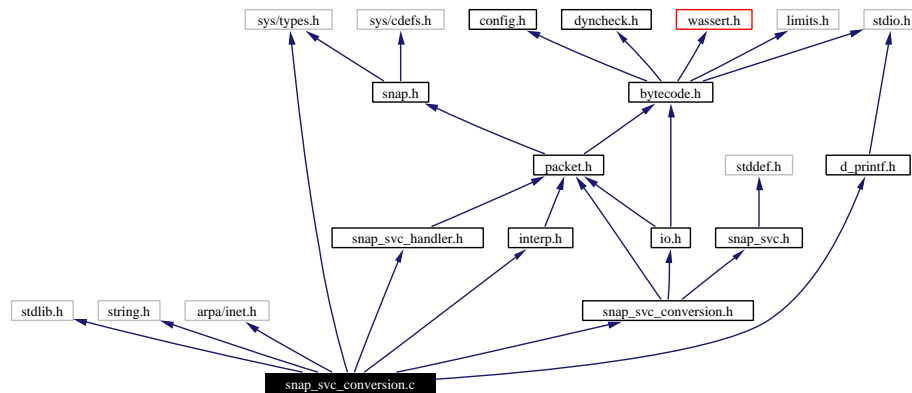 sys/types.h
sys/cdefs.h
config.h
dyncheck.h
wassert.h
limits.h
stdio.h
snap.h
bytecode.h
packet.h
stddef.h
d_printf.h
snap_svc_handler.h
interp.h
io.h
snap_svc.h
stdlib.h
string.h
arpa/inet.h
snap_svc_conversion.h
snap_svc_conversion.c